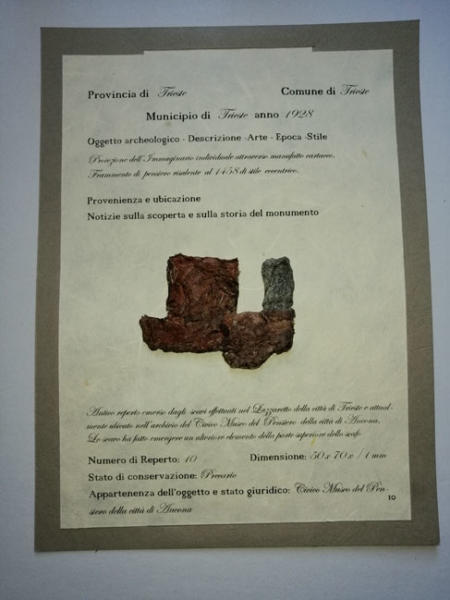 Provincia di Trieste Comune di Trieste
Municipio di Trieste anno 1928
Oggetto archeologico - Descrizione -Arte - Epoca -Stile
Proiezione dell'Immaginario individuale attraverso manufatto cartaceo.
Frammento di pensiero risalente al 1458 di stile eccentrico.
Provenienza e ubicazione
Notizie sulla scoperta e sulla storia del monumento
Antico reperto emerso dagli scavi effettuati nel Lazzaretto della città di Trieste e attual-
mente ubicato nell'archivio del Civico Museo del Pensiero della città di Ancona.
Lo scavo ha fatto emergere un ulteriore elemento della parte superiore dello scafo
Numero di Reperto: 10 Dimensione: 50 x 70 x / 1 mm
Stato di conservazione: Precario
Appartenenza dell'oggetto e stato giuridico: Civico Museo del Pen-
siero della città di Ancona
10